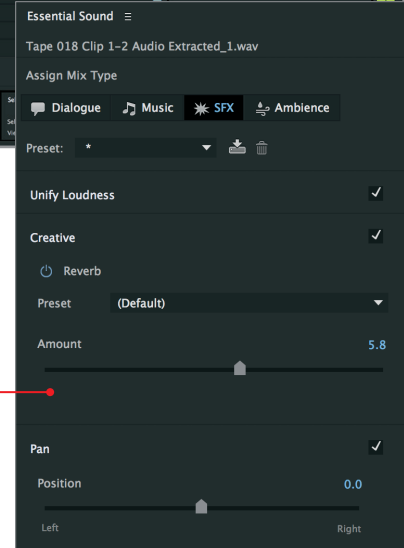 Essential Sound
Tape 018 Clip 1-2 Audio Extracted_1.wav
Assign Mix Type
Dialogue Music SFX Ambience
Preset: *
Unify Loudness
Creative
Reverb
Preset (Default)
Amount 5.8
Pan
Position 0.0
Left Right